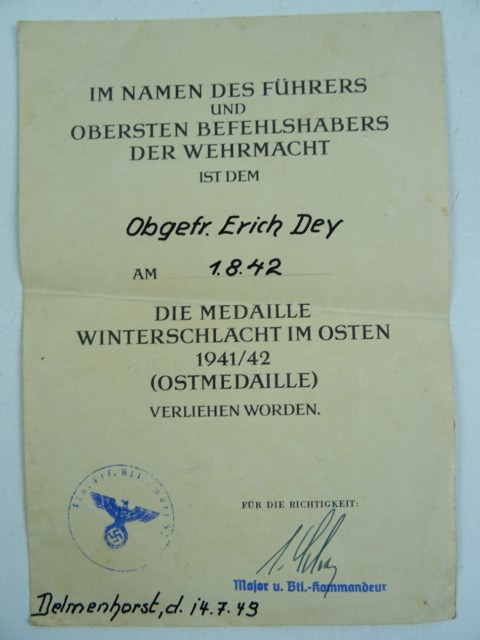 IM NAMEN DES FÜHRERS
UND
OBERSTEN BEFEHLSHABERS
DER WEHRMACHT
IST DEM
Obgefr. Erich Dey
AM 1.8.42
DIE MEDAILLE
WINTERSCHLACHT IM OSTEN
1941/42
(OSTMEDAILLE)
VERLIEHEN WORDEN.
FÜR DIE RICHTIGKEIT:
Major u. Btl.-Kommandeur
Delmenhorst, d. 14.7.43